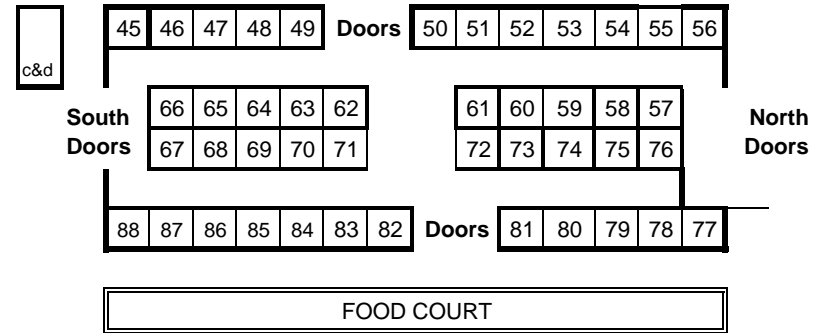 45 46 47 48 49 Doors 50 51 52 53 54 55 56
c&d
South Doors
66 65 64 63 62 61 60 59 58 57
North Doors
67 68 69 70 71 72 73 74 75 76
88 87 86 85 84 83 82 Doors 81 80 79 78 77
FOOD COURT